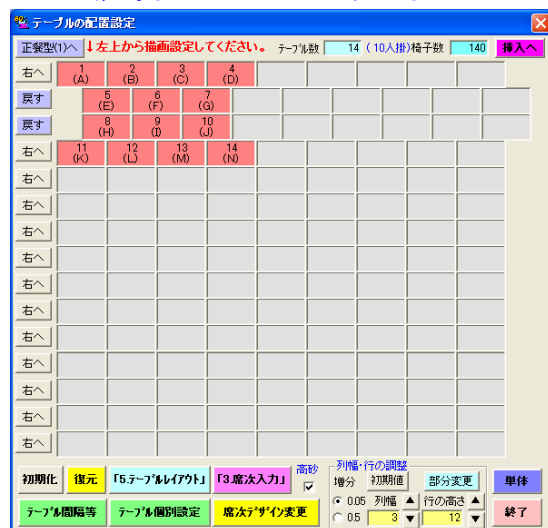 テーブルの配置設定
正餐型(1)へ ↓左上から描画設定してください。 テーブル数 14 (10人掛)椅子数 140 挿入へ
右へ 1 2 3 4
(A) (B) (C) (D)
戻す 5 6 7
(E) (F) (G)
戻す 8 9 10
(H) (I) (J)
右へ 11 12 13 14
(K) (L) (M) (N)
右へ
右へ
右へ
右へ
右へ
右へ
右へ
右へ
右へ
右へ
右へ
初期化 復元 「5.テーブルレイアウト」 「3.席次入力」 高砂 列幅・行の調整
増分 初期値 部分変更 単体
0.05 列幅 ▲ 行の高さ ▲
テーブル間隔等 テーブル個別設定 席次デザイン変更 0.5 3 ▼ 12 ▼ 終了